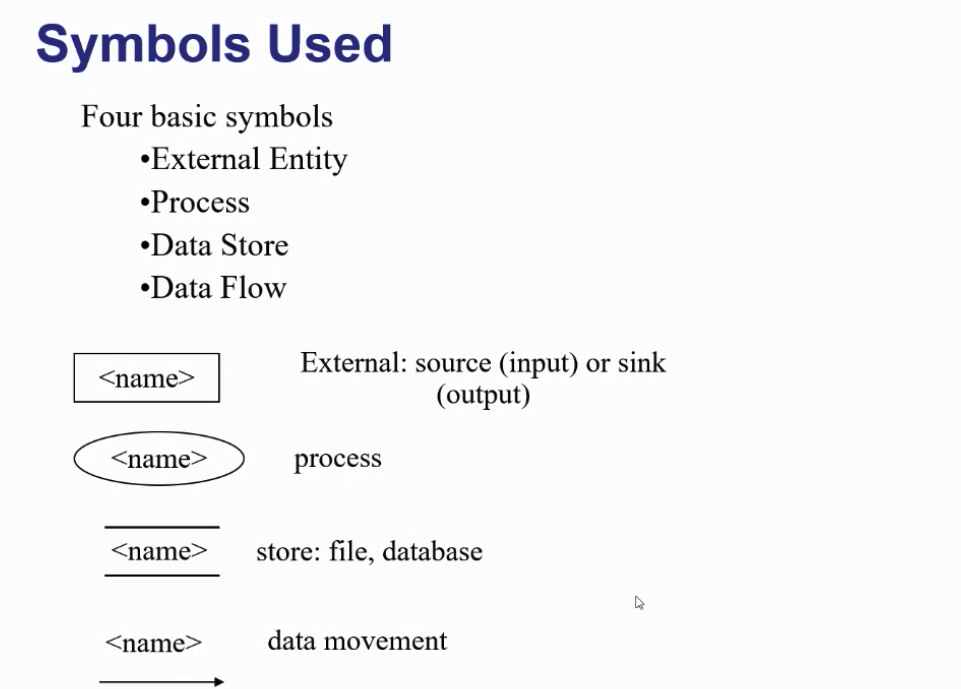 Symbols Used
Four basic symbols
•External Entity
•Process
•Data Store
•Data Flow
<name> External: source (input) or sink
(output)
<name> process
<name> store: file, database
<name> data movement